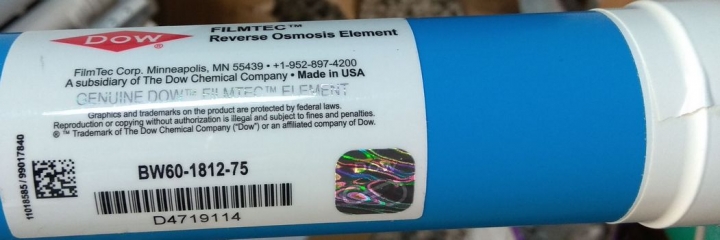 DOW®
FILMTEC™
Reverse Osmosis Element
FilmTec Corp. Minneapolis, MN 55439 • +1-952-897-4200
A subsidiary of The Dow Chemical Company • Made in USA
GENUINE DOW™ FILMTEC™ ELEMENT
Graphics and trademarks on the product are protected by federal laws.
Reproduction or copying without authorization is illegal and subject to fines and penalties.
® ™ Trademark of The Dow Chemical Company ("Dow") or an affiliated company of Dow.
11018585 / 99017840
BW60-1812-75
D4719114